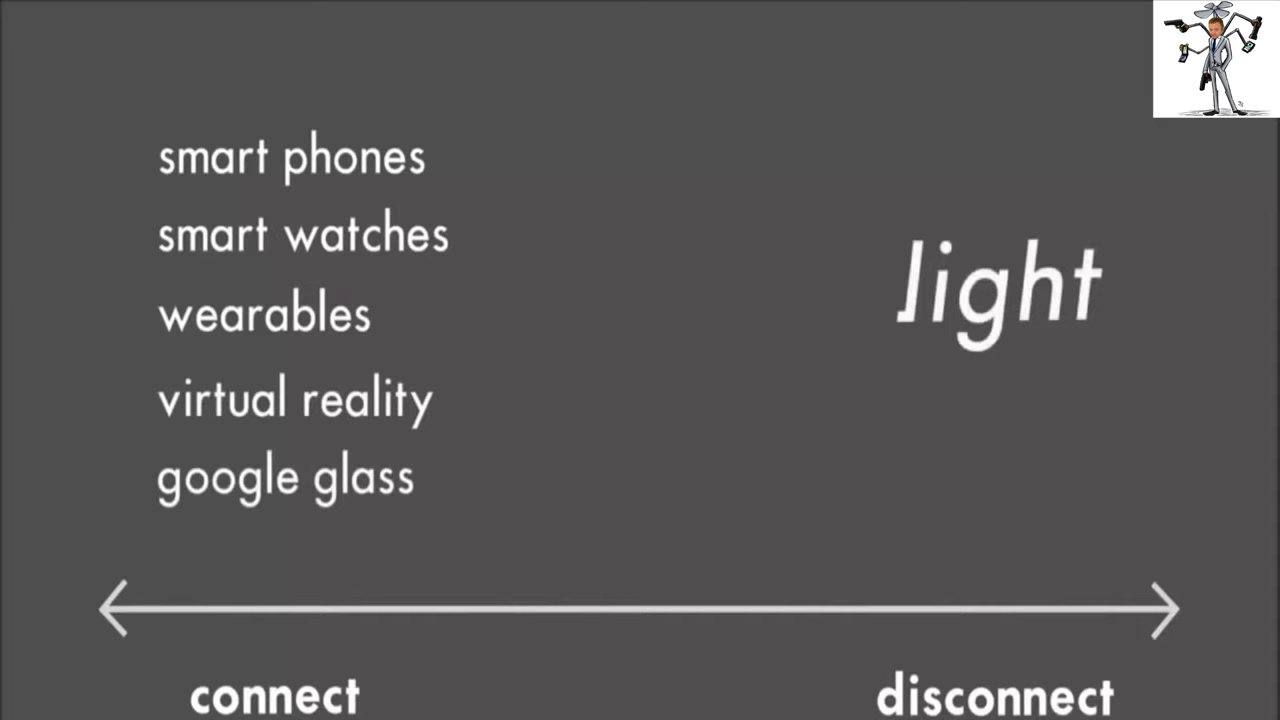 smart phones
smart watches
wearables
virtual reality
google glass
light
connect
disconnect